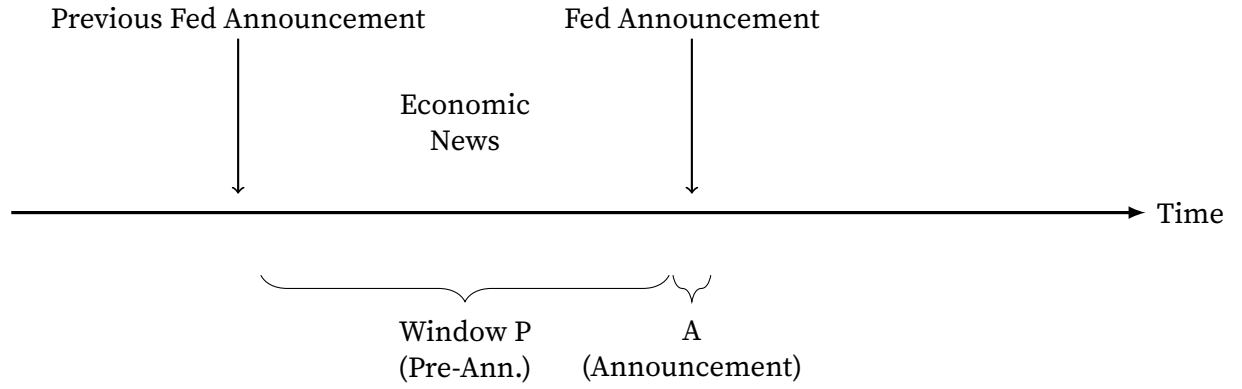 Previous Fed Announcement
Fed Announcement
Economic
News
Time
Window P
(Pre-Ann.)
A
(Announcement)